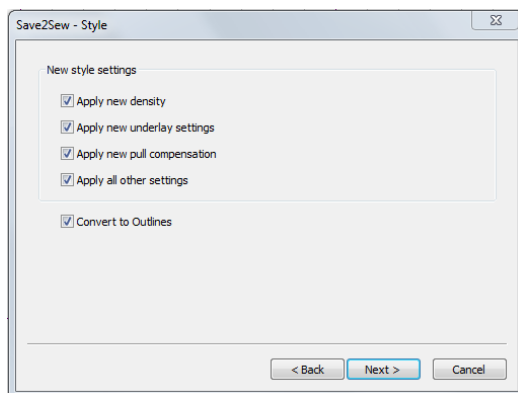 Save2Sew - Style
New style settings
Apply new density
Apply new underlay settings
Apply new pull compensation
Apply all other settings
Convert to Outlines
< Back Next > Cancel